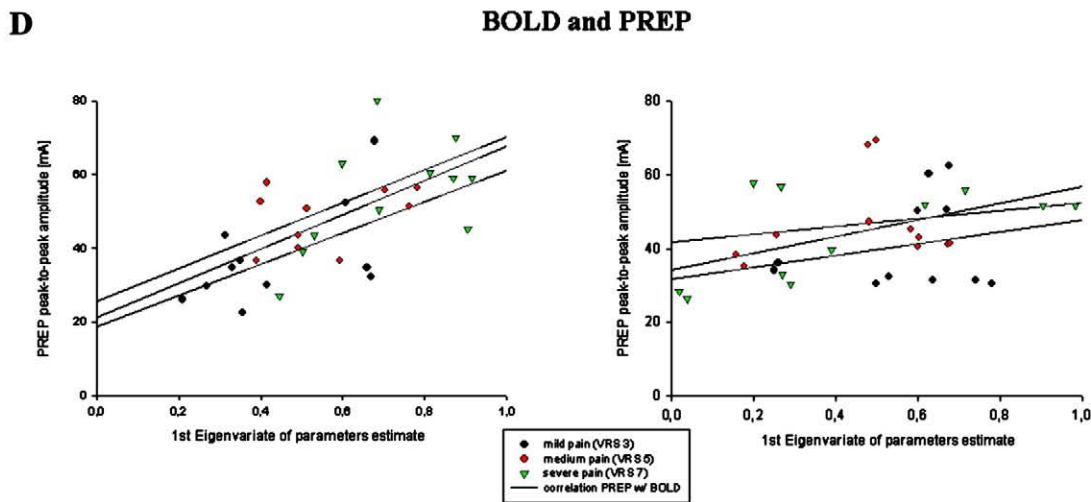 D
BOLD and PREP
PREP peak-to-peak amplitude [mA]
80
60
40
20
0
0,0 0,2 0,4 0,6 0,8 1,0
1st Eigenvariate of parameters estimate
PREP peak-to-peak amplitude [mA]
80
60
40
20
0
0,0 0,2 0,4 0,6 0,8 1,0
1st Eigenvariate of parameters estimate
mild pain (VRS 3)
medium pain (VRS 5)
severe pain (VRS 7)
correlation PREP w/ BOLD